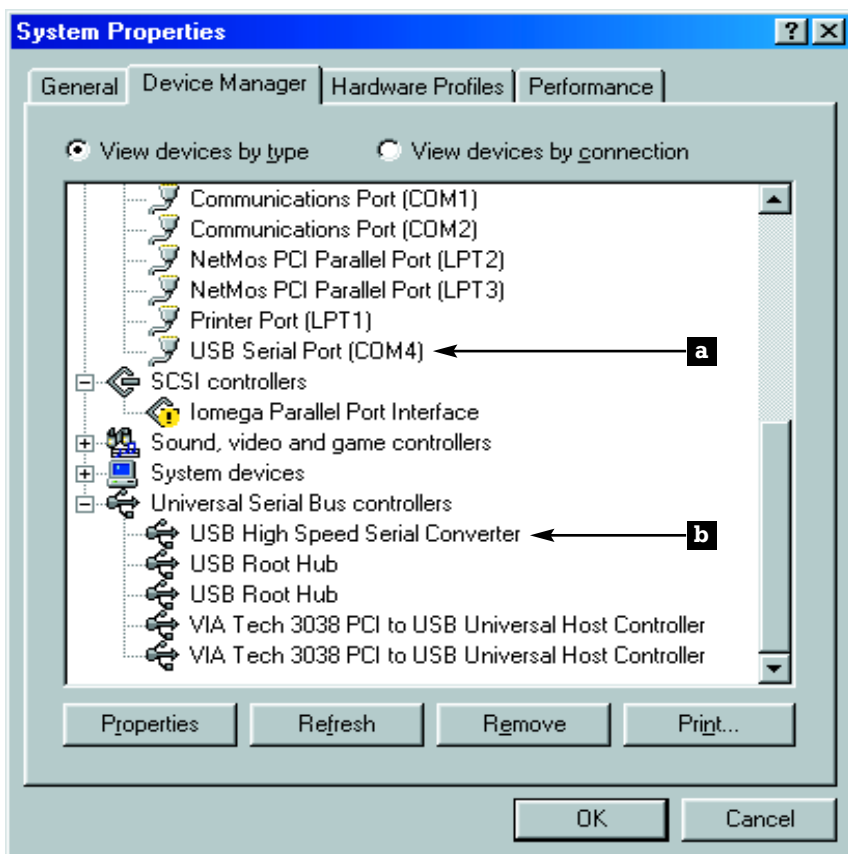 System Properties
General Device Manager Hardware Profiles Performance
View devices by type View devices by connection
Communications Port (COM1)
Communications Port (COM2)
NetMos PCI Parallel Port (LPT2)
NetMos PCI Parallel Port (LPT3)
Printer Port (LPT1)
USB Serial Port (COM4) a
SCSI controllers
Iomega Parallel Port Interface
Sound, video and game controllers
System devices
Universal Serial Bus controllers
USB High Speed Serial Converter b
USB Root Hub
USB Root Hub
VIA Tech 3038 PCI to USB Universal Host Controller
VIA Tech 3038 PCI to USB Universal Host Controller
Properties Refresh Remove Print...
OK Cancel